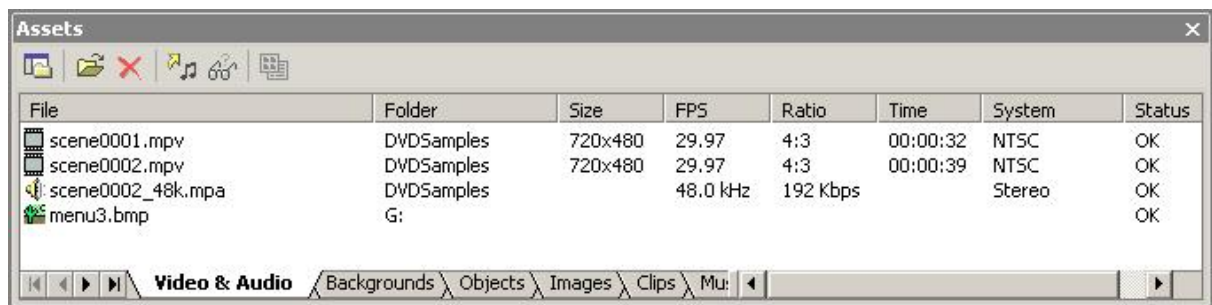 Assets
File Folder Size FPS Ratio Time System Status
scene0001.mpv DVDSamples 720x480 29.97 4:3 00:00:32 NTSC OK
scene0002.mpv DVDSamples 720x480 29.97 4:3 00:00:39 NTSC OK
scene0002_48k.mpa DVDSamples 48.0 kHz 192 Kbps Stereo OK
menu3.bmp G: OK
Video & Audio Backgrounds Objects Images Clips